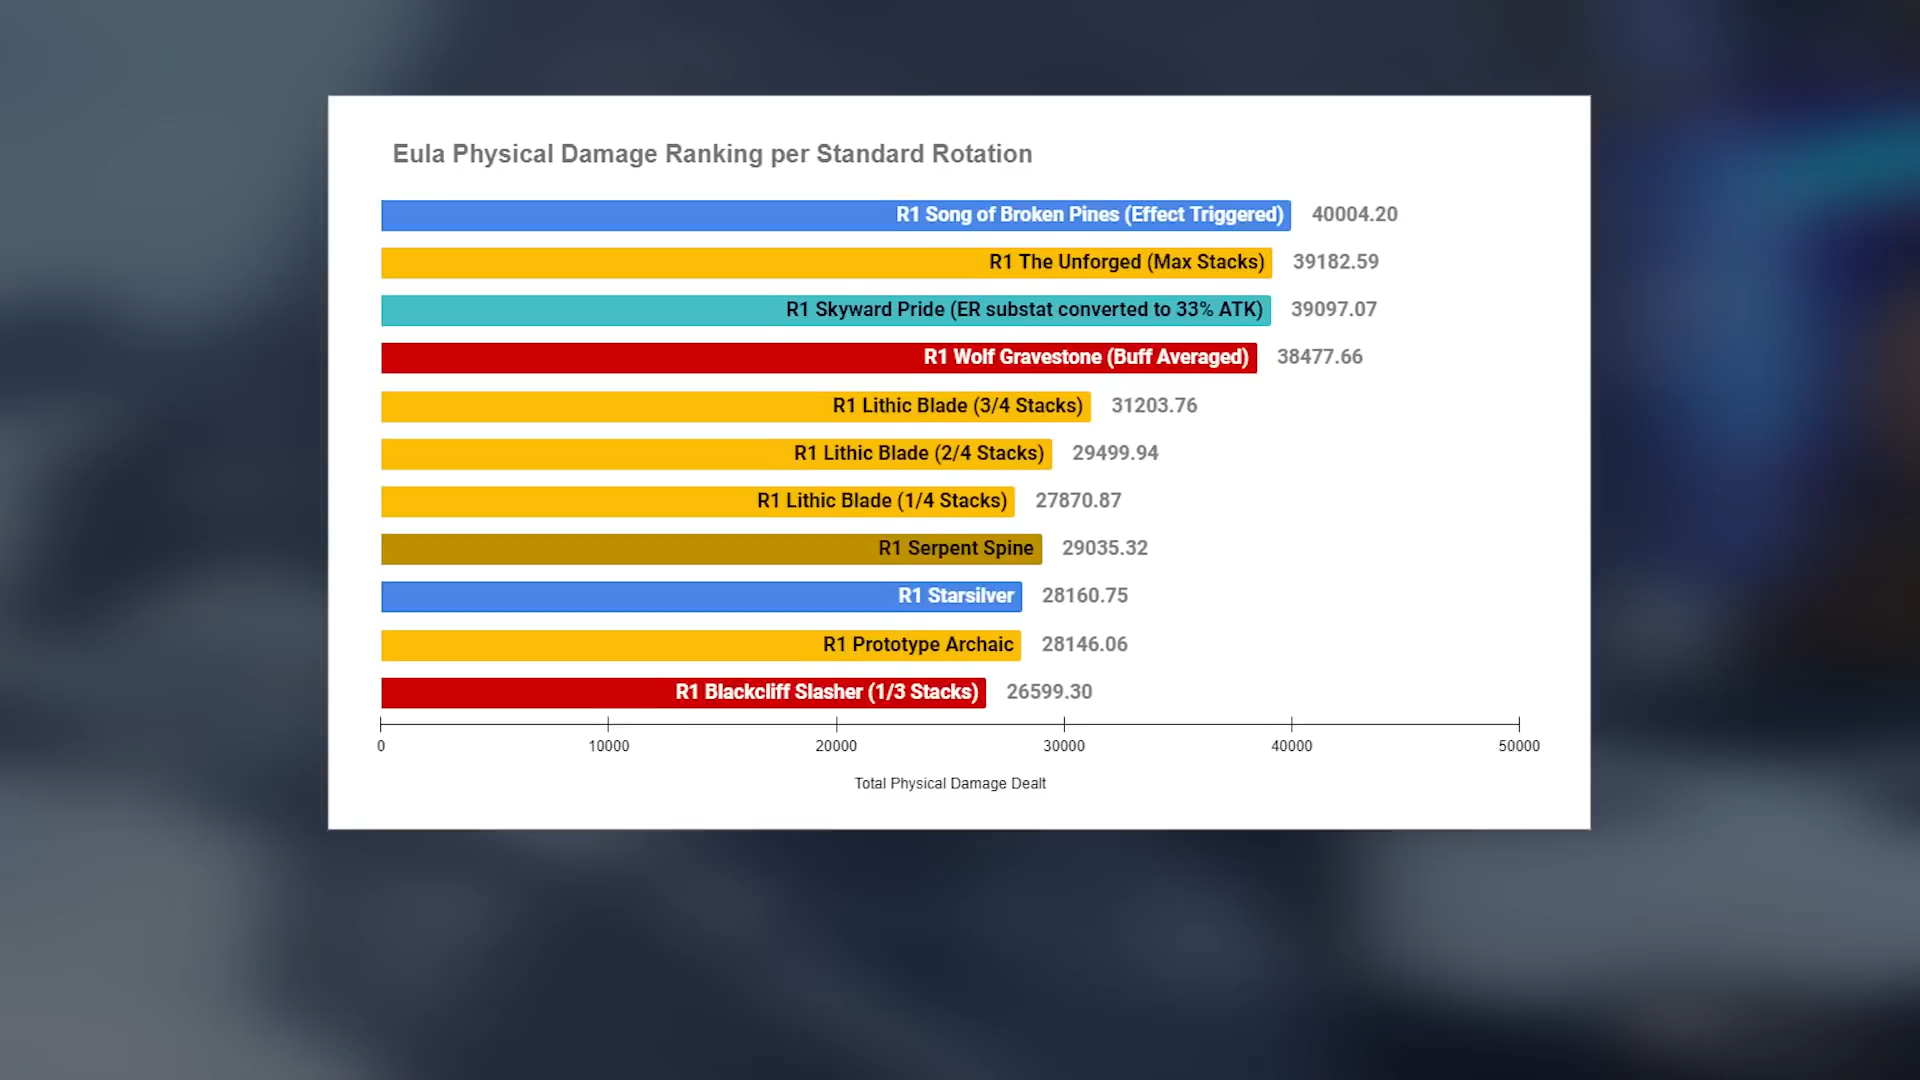 Eula Physical Damage Ranking per Standard Rotation
R1 Song of Broken Pines (Effect Triggered) 40004.20
R1 The Unforged (Max Stacks) 39182.59
R1 Skyward Pride (ER substat converted to 33% ATK) 39097.07
R1 Wolf Gravestone (Buff Averaged) 38477.66
R1 Lithic Blade (3/4 Stacks) 31203.76
R1 Lithic Blade (2/4 Stacks) 29499.94
R1 Lithic Blade (1/4 Stacks) 27870.87
R1 Serpent Spine 29035.32
R1 Starsilver 28160.75
R1 Prototype Archaic 28146.06
R1 Blackcliff Slasher (1/3 Stacks) 26599.30
0 10000 20000 30000 40000 50000
Total Physical Damage Dealt